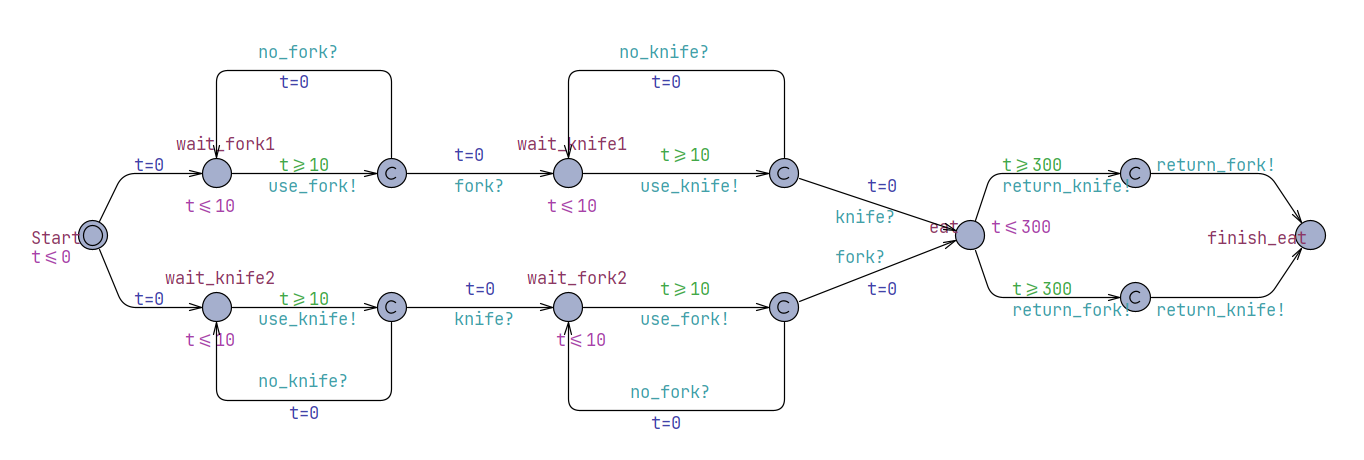 no_fork?
no_knife?
t=0
t=0
wait_fork1
wait_knife1
t=0
t≥10
C
t=0
t≥10
C
t≥300
C
return_fork!
use_fork!
fork?
use_knife!
t=0
return_knife!
t≤10
t≤10
knife?
eat
t≤300
Start
finish_eat
t≤0
fork?
wait_knife2
wait_fork2
t=0
t≥10
C
t=0
t≥10
C
t=0
t≥300
C
use_knife!
knife?
use_fork!
return_fork!
return_knife!
t≤10
t≤10
no_knife?
no_fork?
t=0
t=0